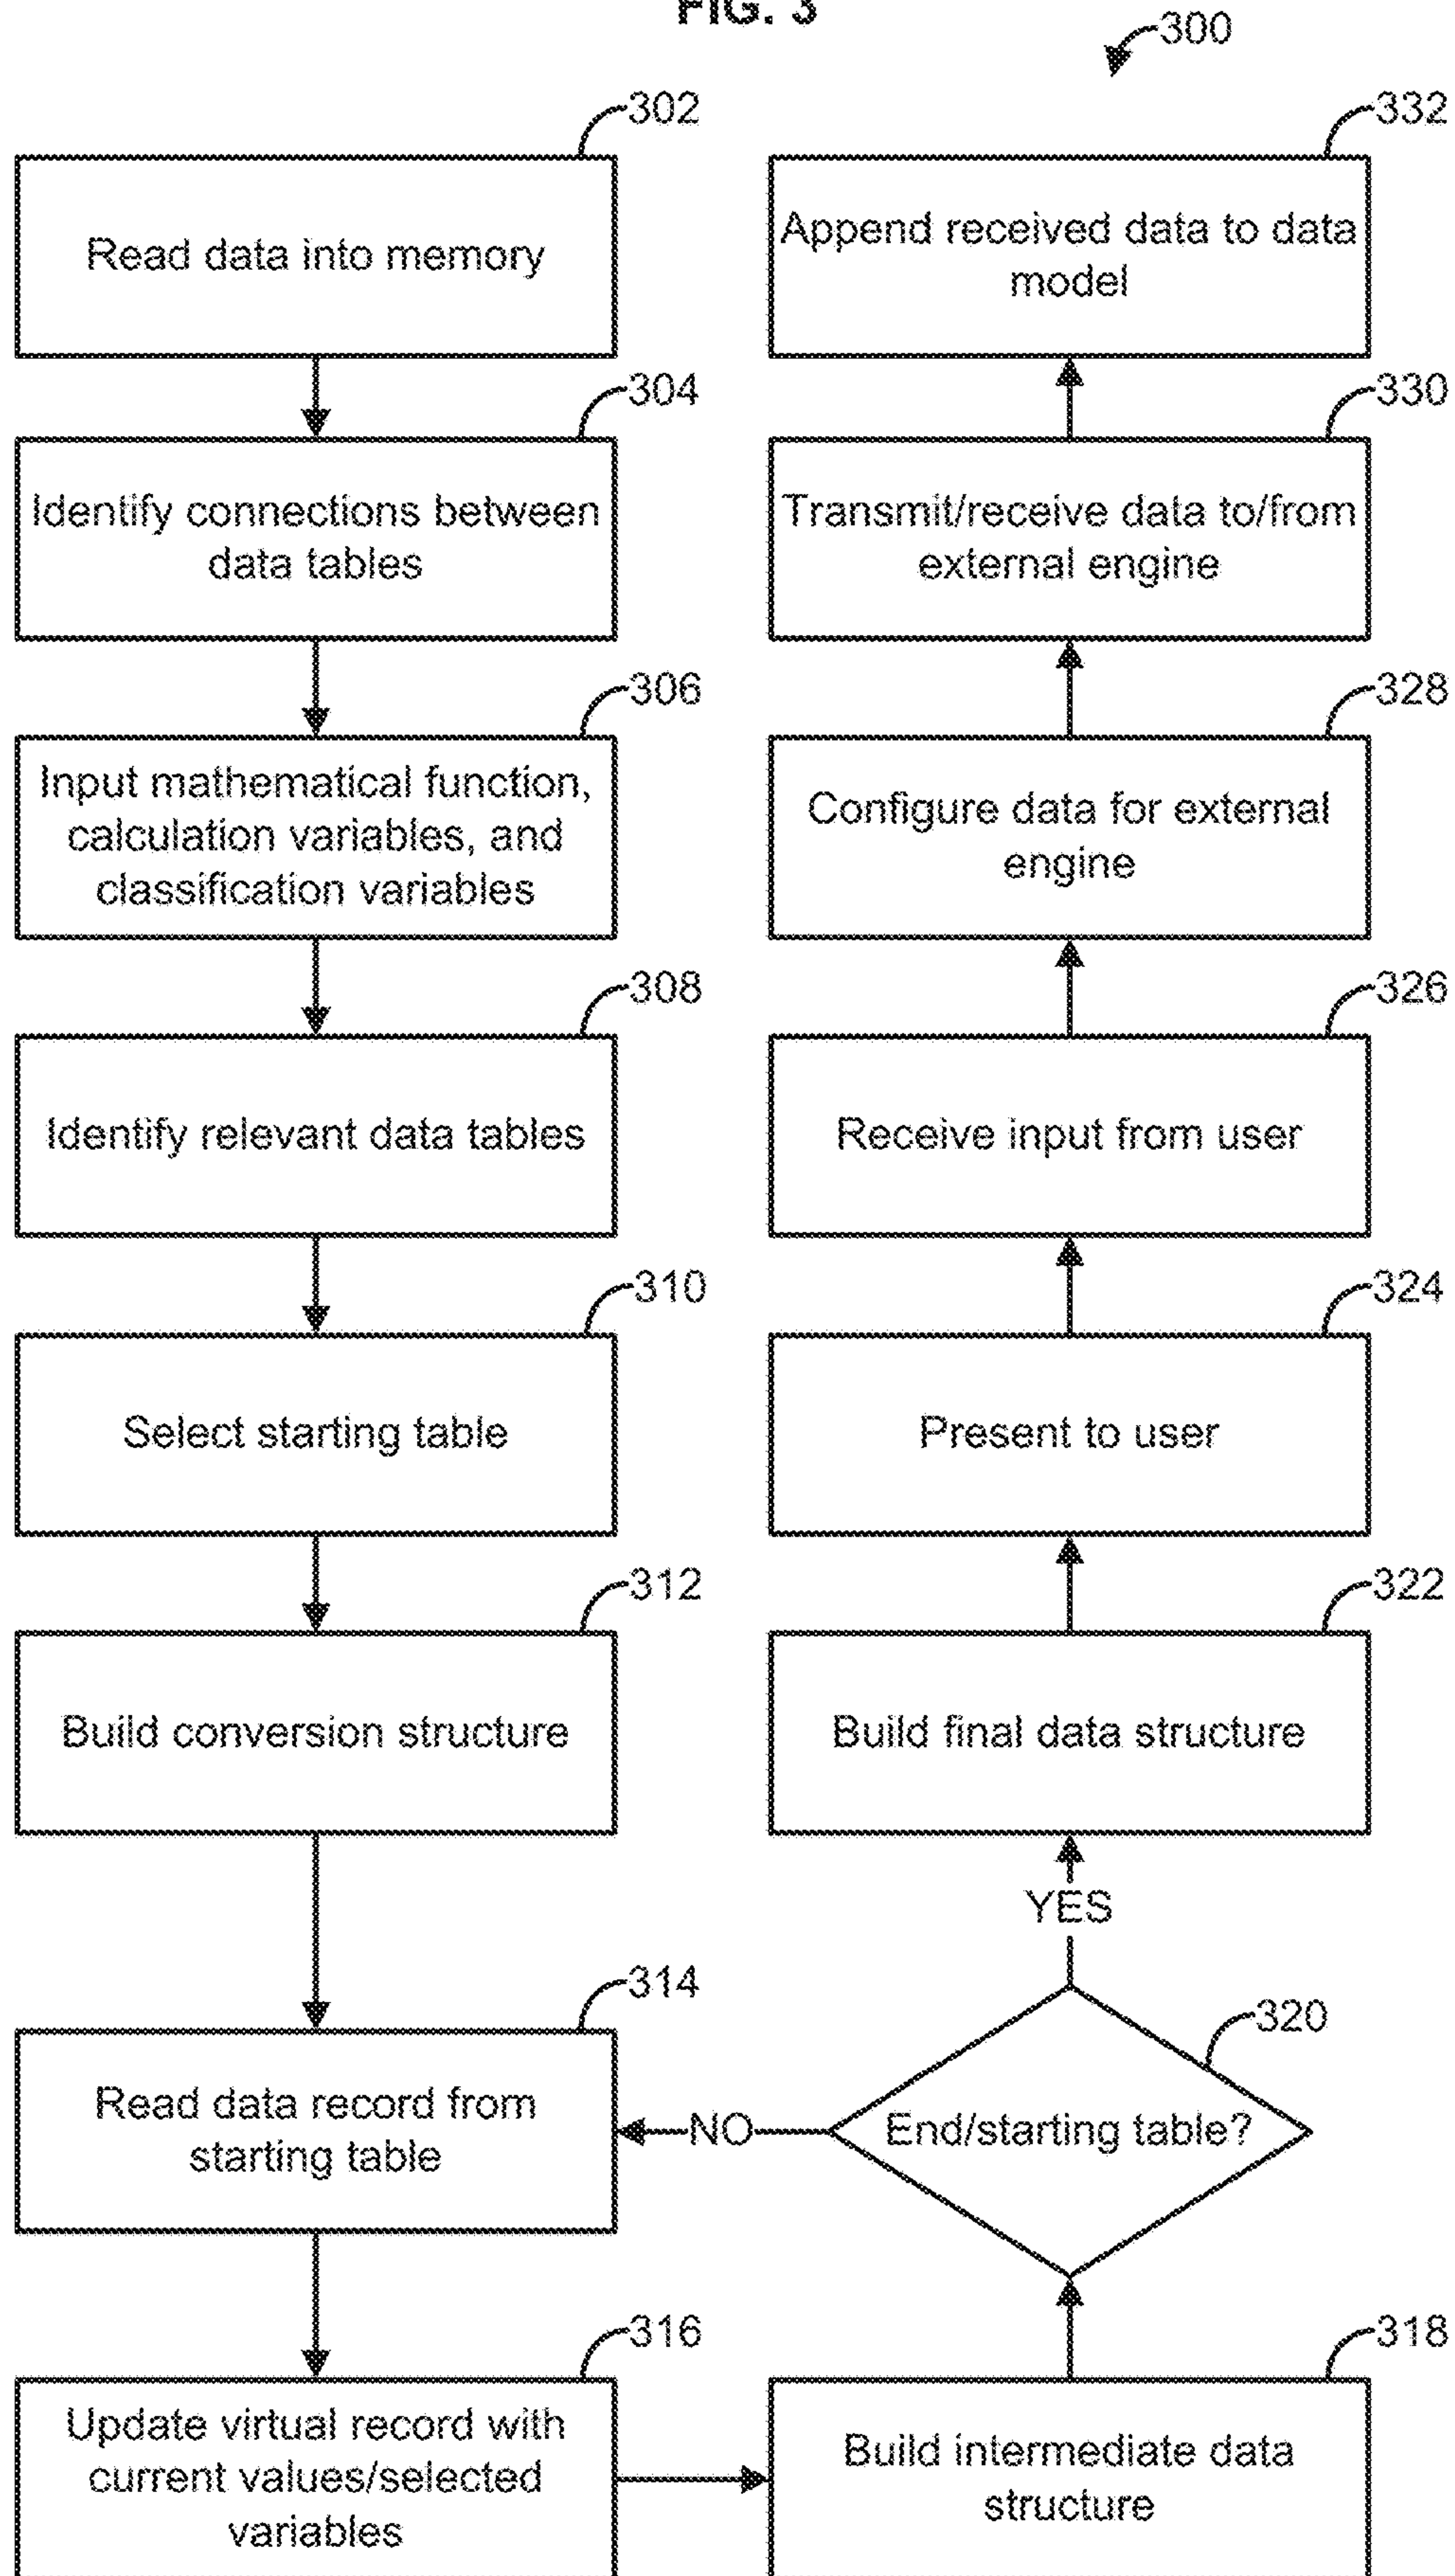 FIG. 3
300
302
Read data into memory
304
Identify connections between
data tables
306
Input mathematical function,
calculation variables, and
classification variables
308
Identify relevant data tables
310
Select starting table
312
Build conversion structure
314
Read data record from
starting table
316
Update virtual record with
current values/selected
variables
318
Build intermediate data
structure
320
End/starting table?
NO
YES
322
Build final data structure
324
Present to user
326
Receive input from user
328
Configure data for external
engine
330
Transmit/receive data to/from
external engine
332
Append received data to data
model